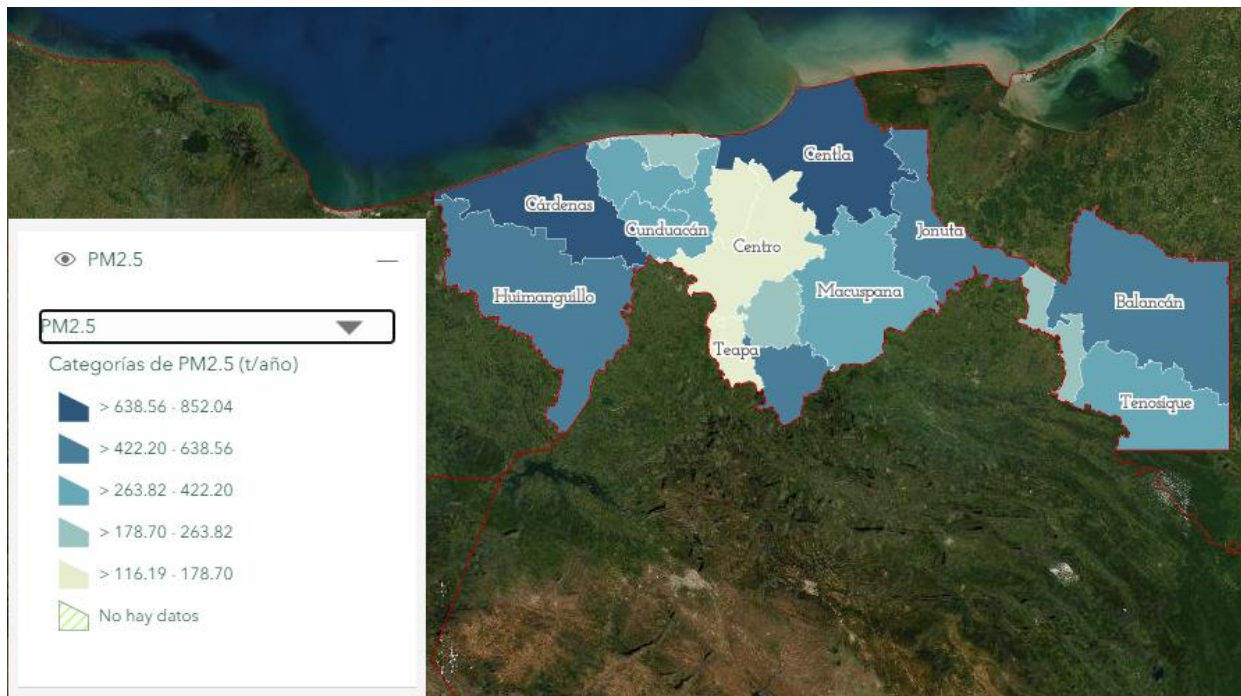 PM2.5
PM2.5
Categorías de PM2.5 (t/año)
> 638.56 - 852.04
> 422.20 - 638.56
> 263.82 - 422.20
> 178.70 - 263.82
> 116.19 - 178.70
No hay datos
Centla
Cárdenas
Cunduacán
Centro
Jonuta
Huimanguillo
Macuspana
Balancán
Teapa
Tenosique